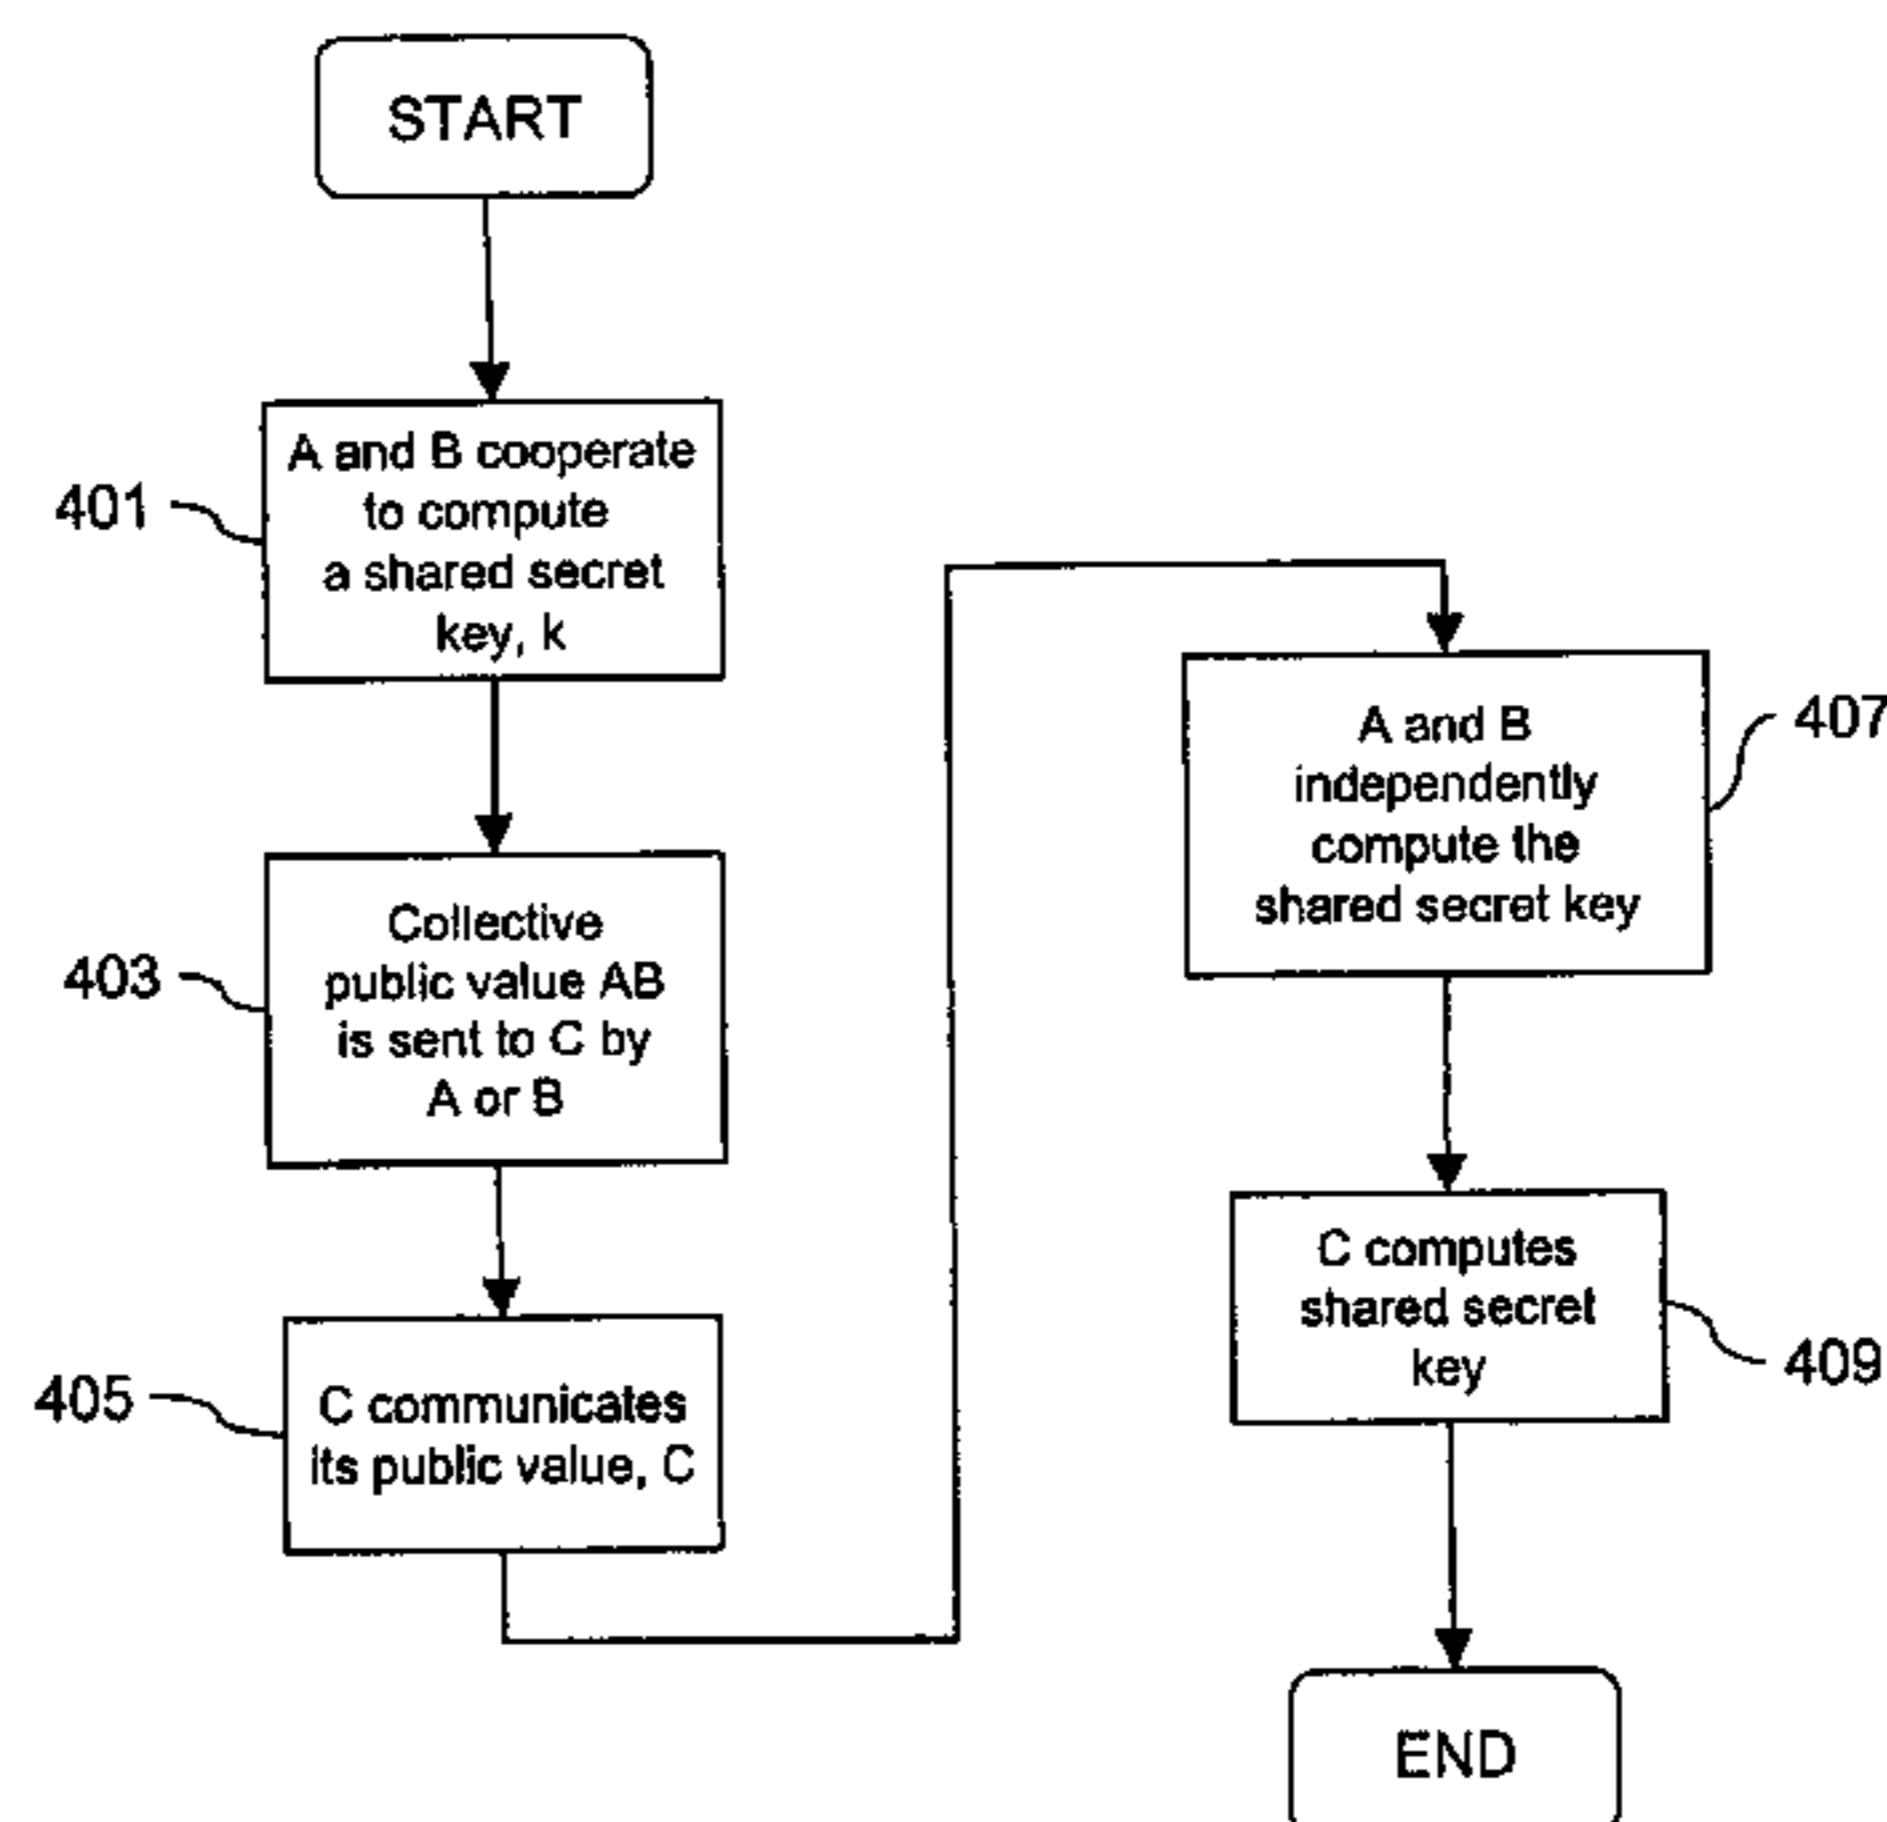 START
401
A and B cooperate
to compute
a shared secret
key, k
403
Collective
public value AB
is sent to C by
A or B
405
C communicates
its public value, C
A and B
independently
compute the
shared secret key
407
C computes
shared secret
key
409
END